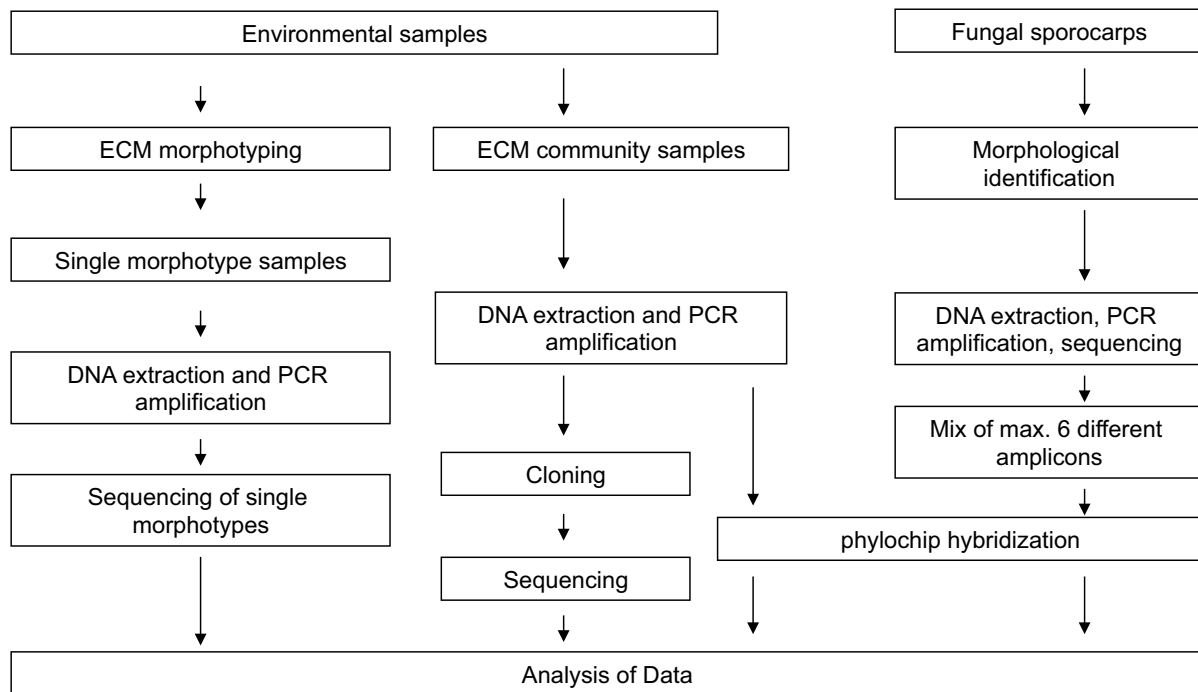 Environmental samples
Fungal sporocarps
ECM morphotyping
ECM community samples
Morphological
identification
Single morphotype samples
DNA extraction and PCR
amplification
DNA extraction, PCR
amplification, sequencing
DNA extraction and PCR
amplification
Mix of max. 6 different
amplicons
Cloning
Sequencing of single
morphotypes
phylochip hybridization
Sequencing
Analysis of Data